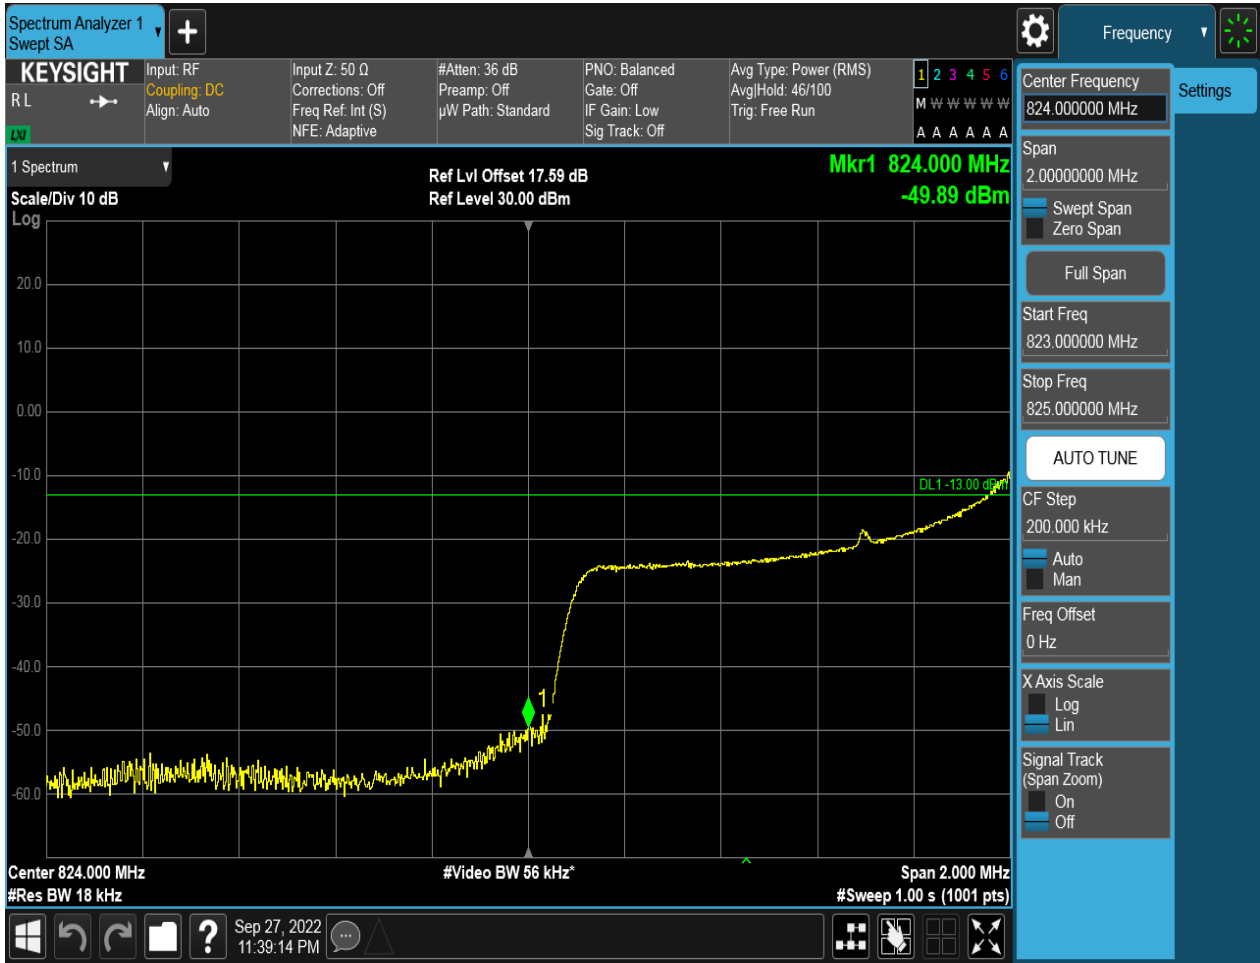 Spectrum Analyzer 1
Swept SA
Frequency
KEYSIGHT
R L
LXI
Input: RF
Coupling: DC
Align: Auto
Input Z: 50 Ω
Corrections: Off
Freq Ref: Int (S)
NFE: Adaptive
#Atten: 36 dB
Preamp: Off
µW Path: Standard
PNO: Balanced
Gate: Off
IF Gain: Low
Sig Track: Off
Avg Type: Power (RMS)
Avg|Hold: 46/100
Trig: Free Run
1 2 3 4 5 6
M W W W W W
A A A A A A
1 Spectrum
Scale/Div 10 dB
Log
Ref Lvl Offset 17.59 dB
Ref Level 30.00 dBm
Mkr1 824.000 MHz
-49.89 dBm
20.0
10.0
0.00
-10.0
-20.0
-30.0
-40.0
-50.0
-60.0
DL1 -13.00 dBm
1
Center 824.000 MHz
#Res BW 18 kHz
#Video BW 56 kHz*
Span 2.000 MHz
#Sweep 1.00 s (1001 pts)
Center Frequency
824.000000 MHz
Span
2.00000000 MHz
Swept Span
Zero Span
Full Span
Start Freq
823.000000 MHz
Stop Freq
825.000000 MHz
AUTO TUNE
CF Step
200.000 kHz
Auto
Man
Freq Offset
0 Hz
X Axis Scale
Log
Lin
Signal Track
(Span Zoom)
On
Off
Settings
?
Sep 27, 2022
11:39:14 PM